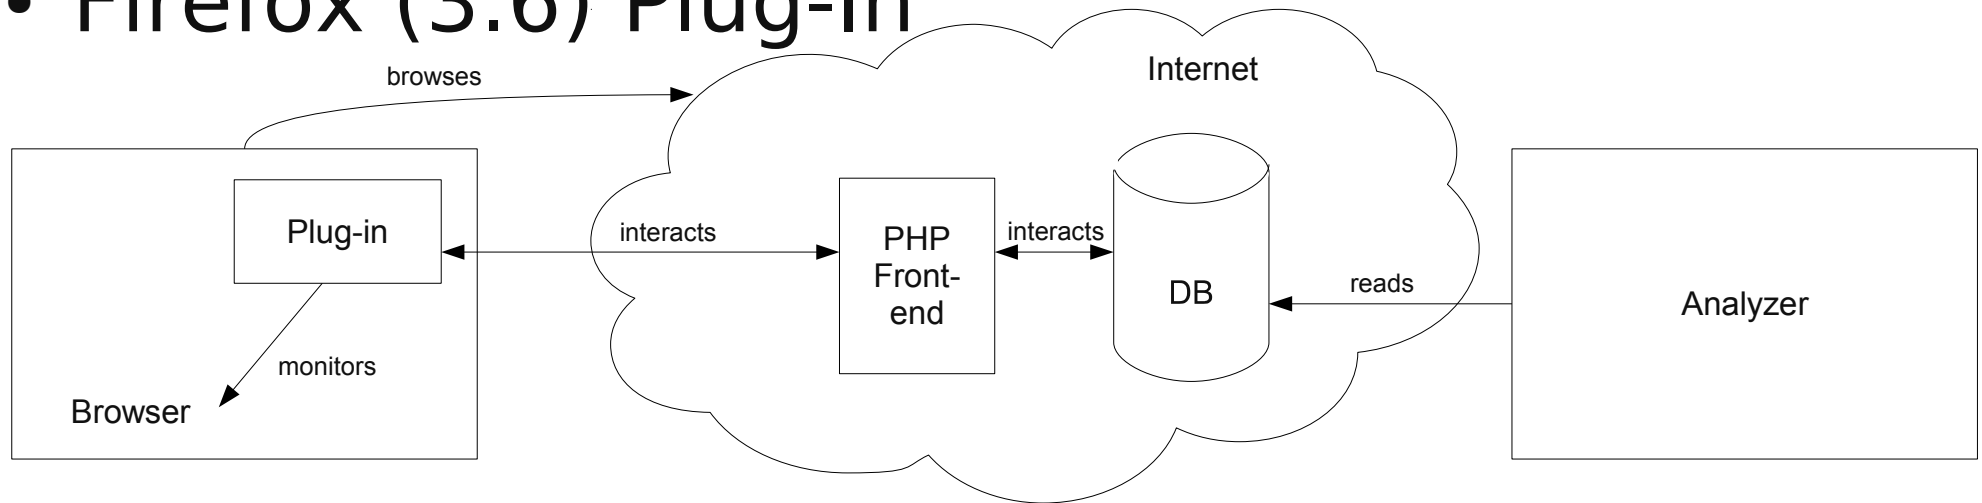 • Firefox (3.6) Plug-in
browses
Internet
Plug-in
interacts
PHP
Front-
end
interacts
DB
reads
Analyzer
monitors
Browser